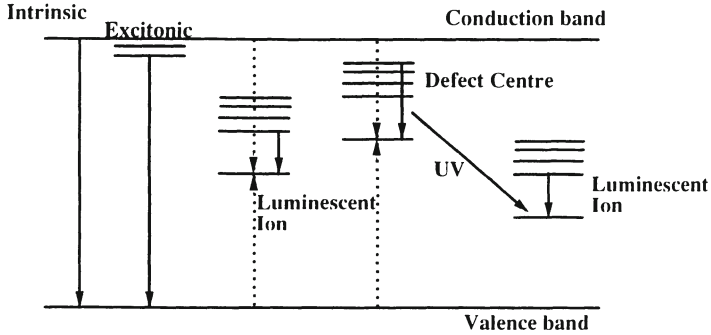 Intrinsic
Excitonic
Conduction band
Defect Centre
UV
Luminescent
Ion
Luminescent
Ion
Valence band